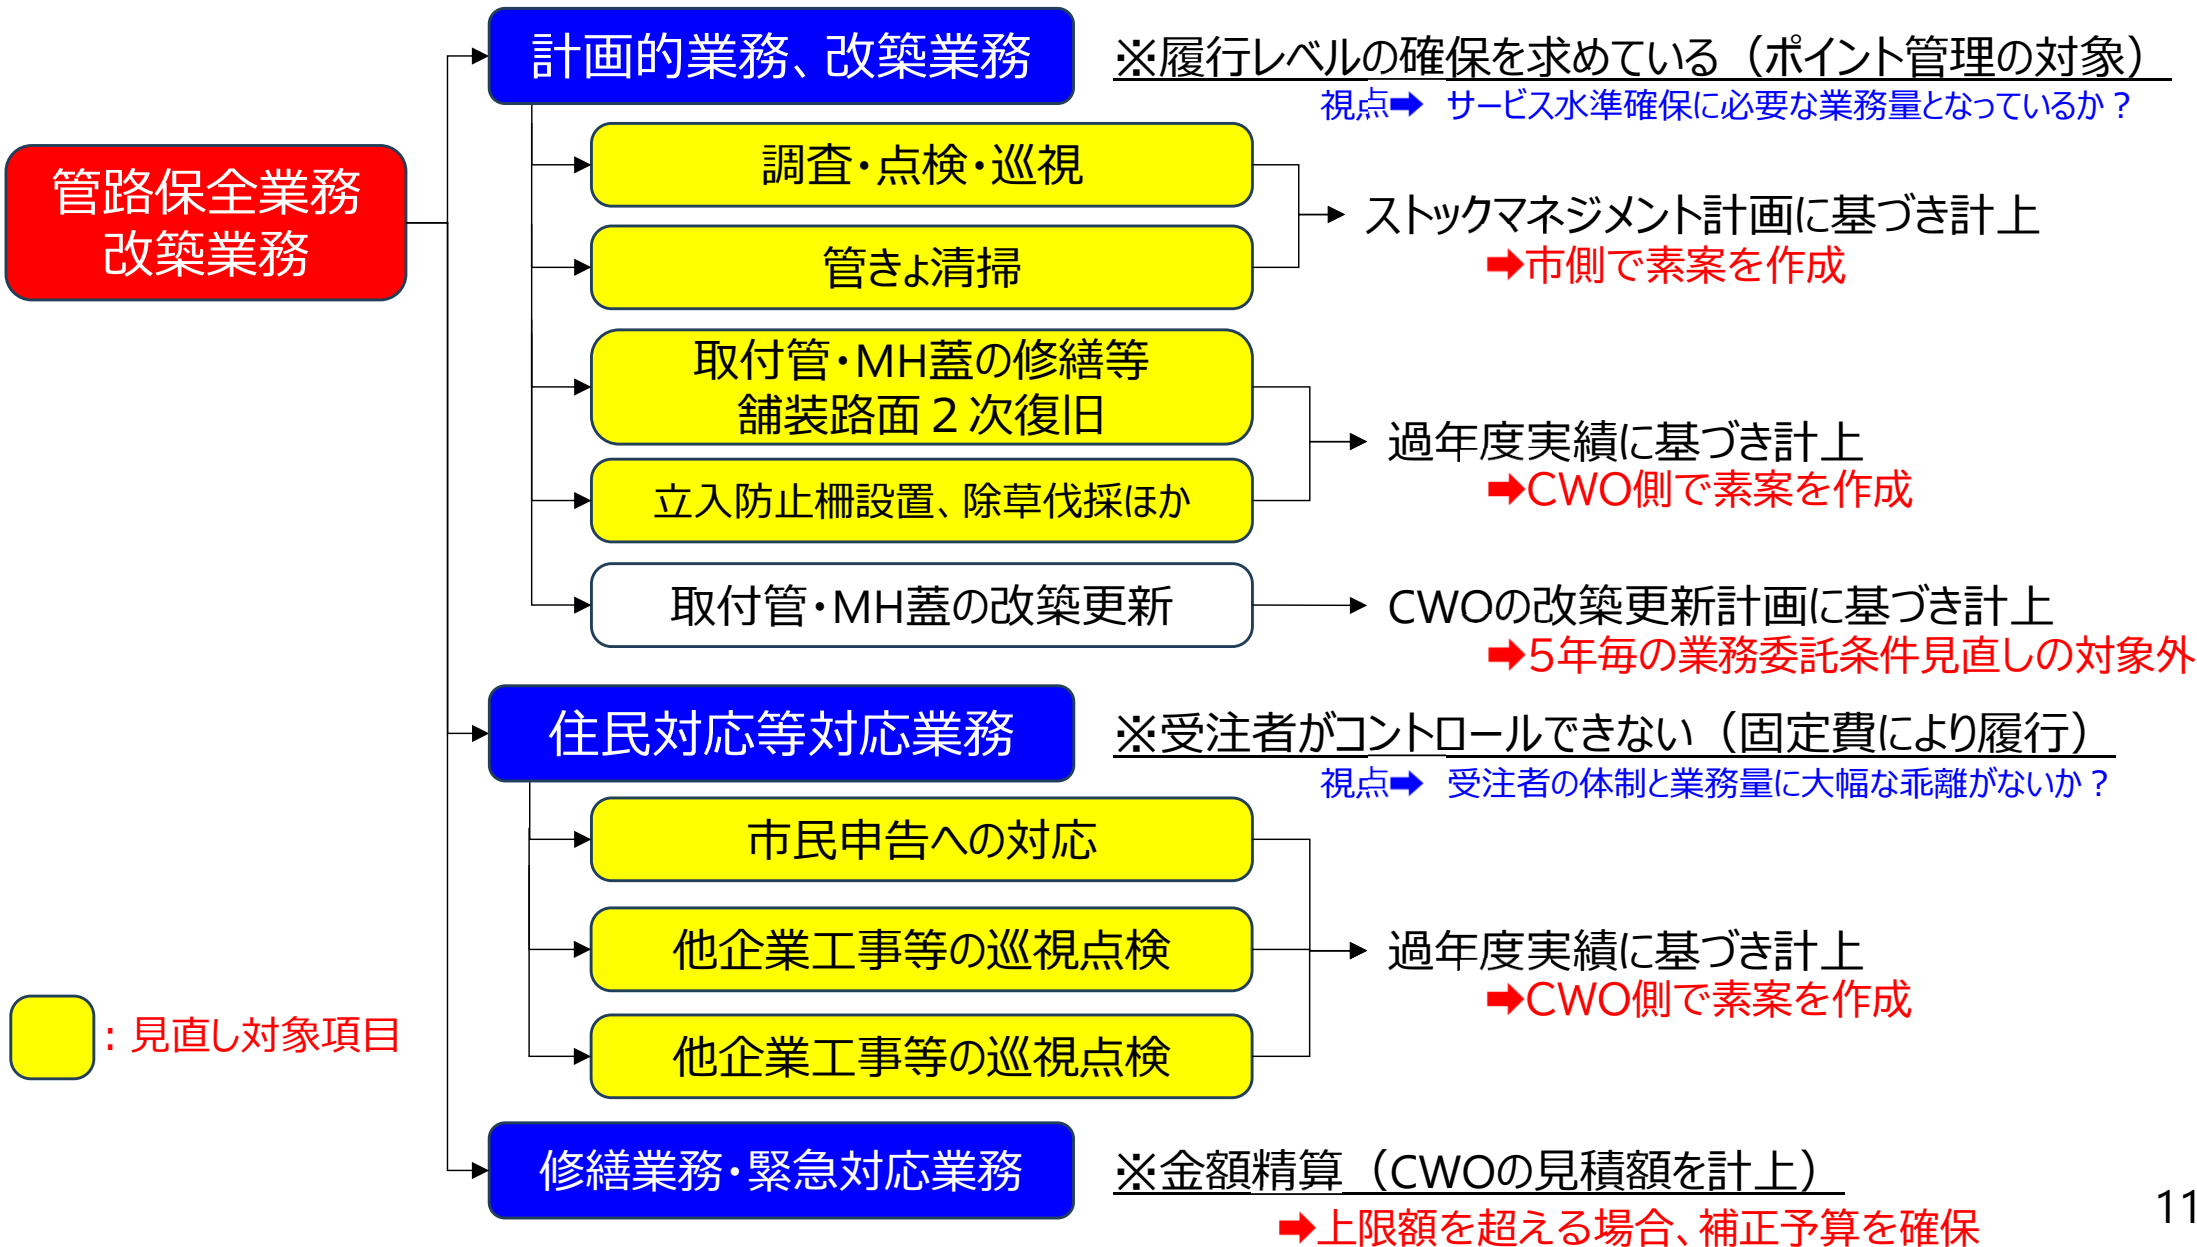 計画的業務、改築業務
※履行レベルの確保を求めている（ポイント管理の対象）
視点➡ サービス水準確保に必要な業務量となっているか？
管路保全業務
改築業務
調査・点検・巡視
管きょ清掃
ストックマネジメント計画に基づき計上
➡市側で素案を作成
取付管・MH蓋の修繕等
舗装路面２次復旧
立入防止柵設置、除草伐採ほか
過年度実績に基づき計上
➡CWO側で素案を作成
取付管・MH蓋の改築更新
CWOの改築更新計画に基づき計上
➡5年毎の業務委託条件見直しの対象外
住民対応等対応業務
※受注者がコントロールできない（固定費により履行）
視点➡ 受注者の体制と業務量に大幅な乖離がないか？
市民申告への対応
他企業工事等の巡視点検
他企業工事等の巡視点検
過年度実績に基づき計上
➡CWO側で素案を作成
：見直し対象項目
修繕業務・緊急対応業務
※金額精算（CWOの見積額を計上）
➡上限額を超える場合、補正予算を確保
11